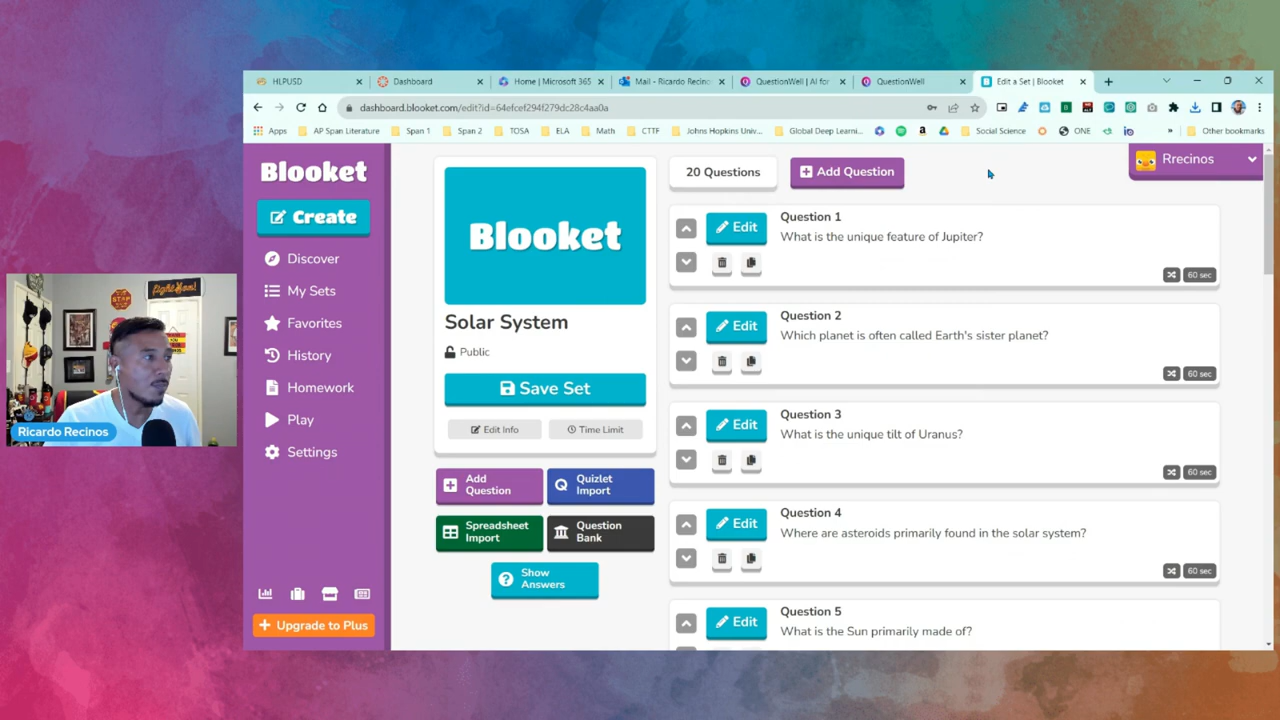 HLPUSD
Dashboard
Home | Microsoft 365
Mail - Ricardo Recino
QuestionWell | AI for
QuestionWell
Edit a Set | Blooket
dashboard.blooket.com/edit?id=64efcef294f279dc28c4aa0a
Apps
AP Span Literature
Span 1
Span 2
TOSA
ELA
Math
CTTF
Johns Hopkins Univ...
Global Deep Learni...
Social Science
ONE
»
Other bookmarks
Blooket
Create
Discover
My Sets
Favorites
History
Homework
Play
Settings
Upgrade to Plus
Blooket
Solar System
Public
Save Set
Edit Info
Time Limit
Add Question
Quizlet Import
Spreadsheet Import
Question Bank
Show Answers
20 Questions
Add Question
Rrecinos
Question 1
Edit
What is the unique feature of Jupiter?
60 sec
Question 2
Edit
Which planet is often called Earth's sister planet?
60 sec
Question 3
Edit
What is the unique tilt of Uranus?
60 sec
Question 4
Edit
Where are asteroids primarily found in the solar system?
60 sec
Question 5
Edit
What is the Sun primarily made of?
STOP
Fight On!
Ricardo Recinos